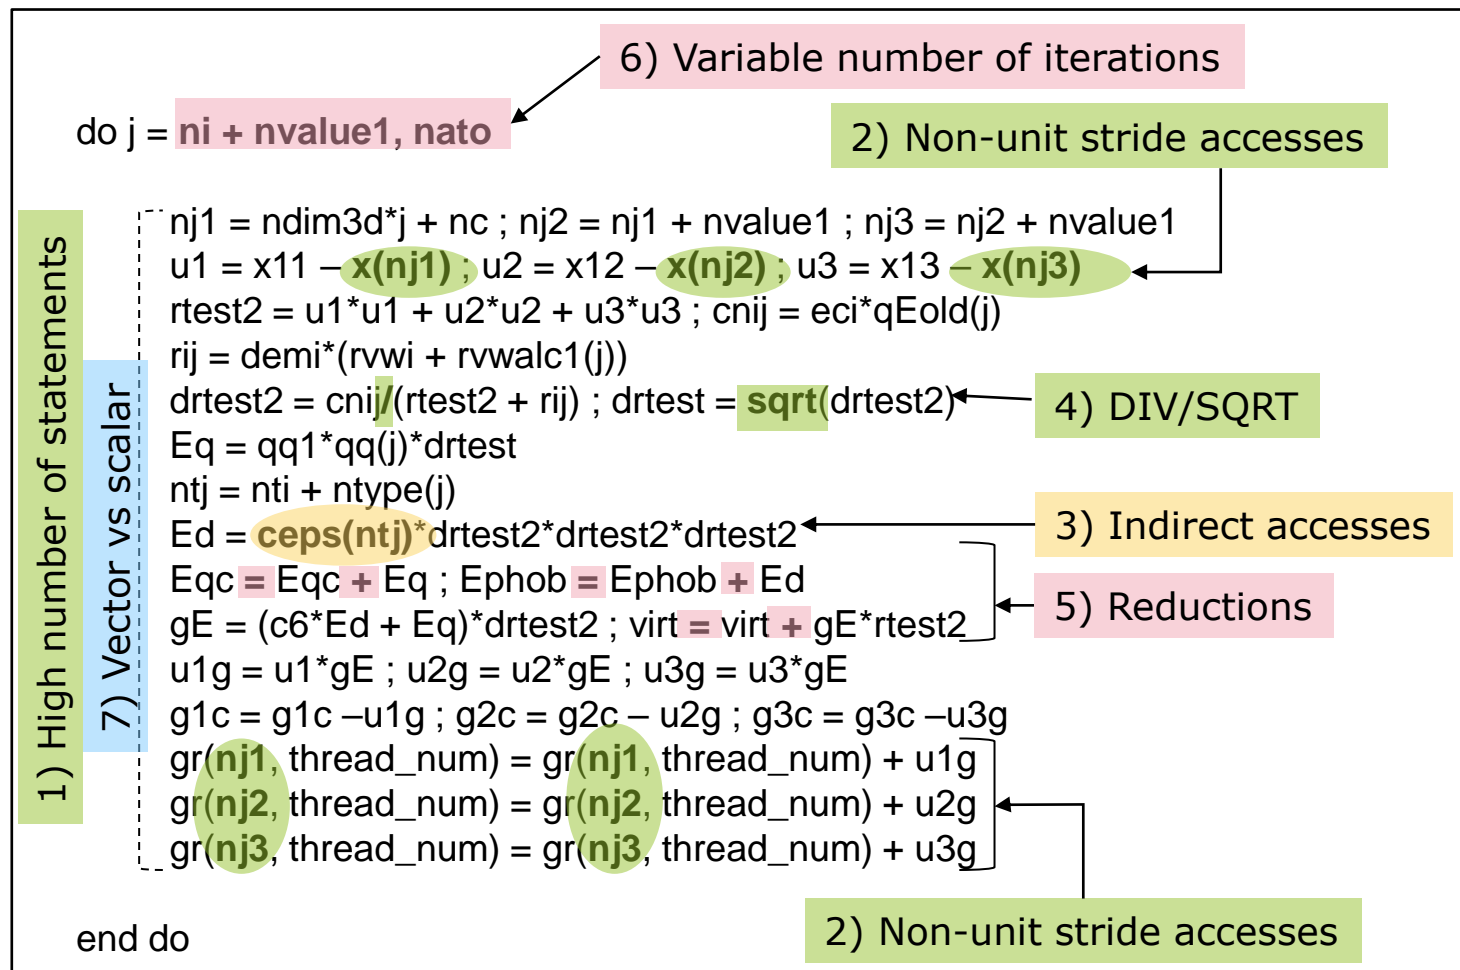 6) Variable number of iterations
do j = ni + nvalue1, nato
2) Non-unit stride accesses
1) High number of statements
7) Vector vs scalar
nj1 = ndim3d*j + nc ; nj2 = nj1 + nvalue1 ; nj3 = nj2 + nvalue1
u1 = x11 – x(nj1) ; u2 = x12 – x(nj2) ; u3 = x13 – x(nj3)
rtest2 = u1*u1 + u2*u2 + u3*u3 ; cnij = eci*qEold(j)
rij = demi*(rvwi + rvwalc1(j))
drtest2 = cnij/(rtest2 + rij) ; drtest = sqrt(drtest2)
4) DIV/SQRT
Eq = qq1*qq(j)*drtest
ntj = nti + ntype(j)
Ed = ceps(ntj)*drtest2*drtest2*drtest2
3) Indirect accesses
Eqc = Eqc + Eq ; Ephob = Ephob + Ed
5) Reductions
gE = (c6*Ed + Eq)*drtest2 ; virt = virt + gE*rtest2
u1g = u1*gE ; u2g = u2*gE ; u3g = u3*gE
g1c = g1c –u1g ; g2c = g2c – u2g ; g3c = g3c –u3g
gr(nj1, thread_num) = gr(nj1, thread_num) + u1g
gr(nj2, thread_num) = gr(nj2, thread_num) + u2g
gr(nj3, thread_num) = gr(nj3, thread_num) + u3g
2) Non-unit stride accesses
end do